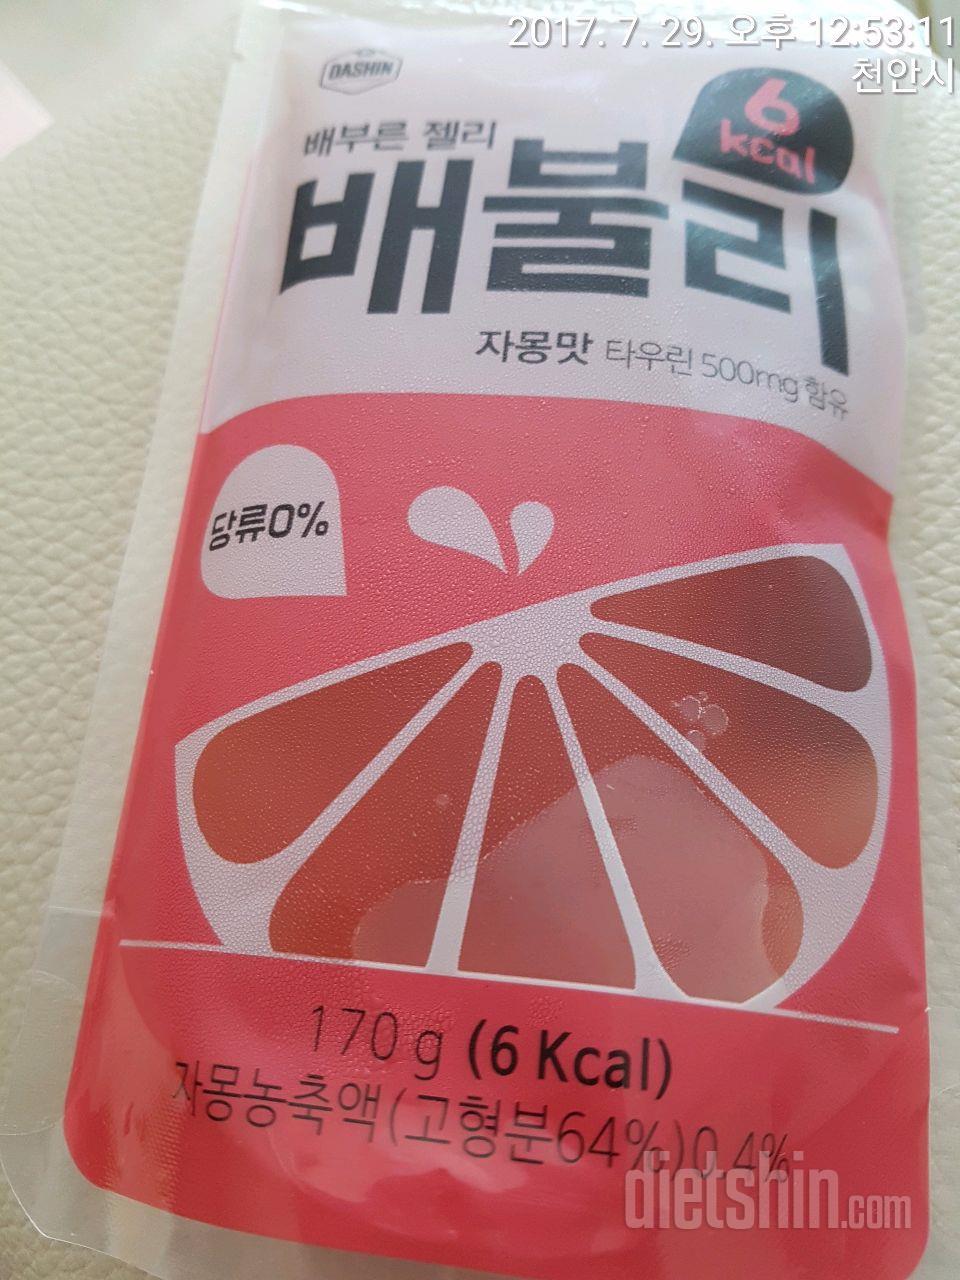 2017. 7. 29. 오후 12:53:11
천안시
DASHIN
6
kcal
배부른 젤리
배불리
자몽맛 타우린 500mg 함유
당류0%
170 g (6 Kcal)
자몽농축액(고형분64%)0.4%
dietshin.com